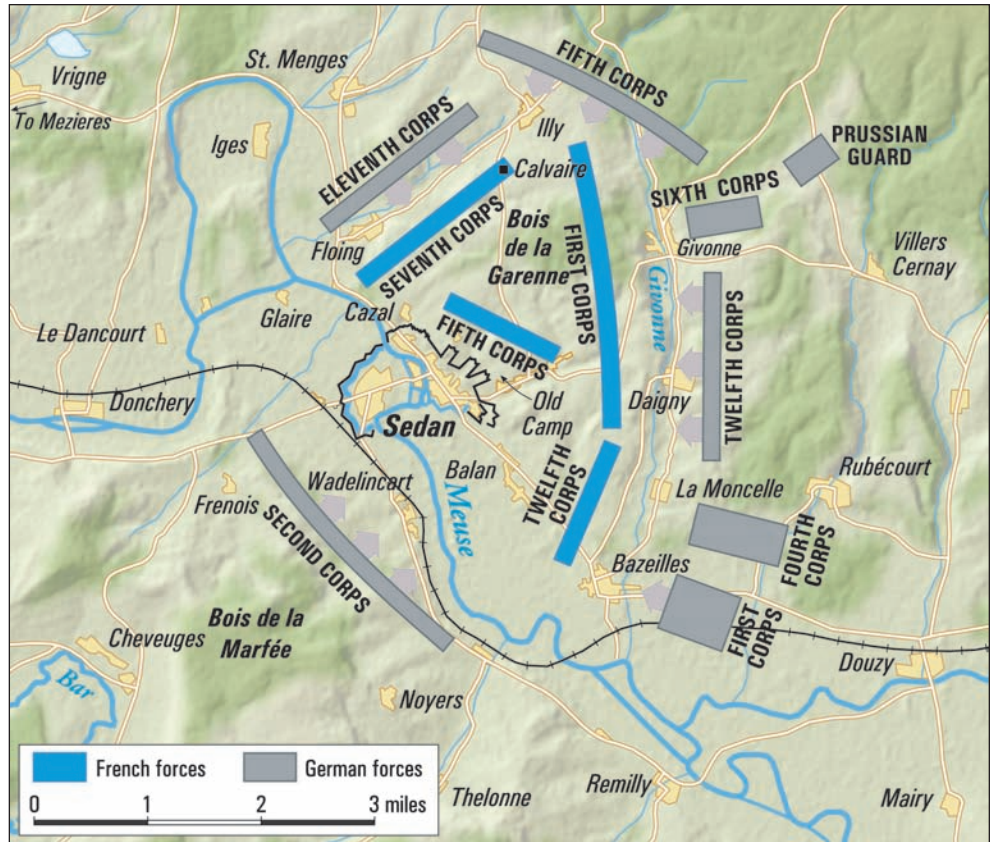 St. Menges
FIFTH CORPS
Vrigne
To Mezieres
Iges
ELEVENTH CORPS
Illy
PRUSSIAN
GUARD
Calvaire
SIXTH CORPS
Floing
SEVENTH CORPS
Bois
de la
Garenne
FIRST CORPS
Givonne
Givonne
Villers
Cernay
Glaire
Cazal
Le Dancourt
FIFTH CORPS
TWELFTH CORPS
Donchery
Old
Camp
Daigny
Sedan
Balan
TWELFTH
CORPS
Rubécourt
Wadelincart
La Moncelle
Frenois
Meuse
SECOND CORPS
FOURTH
CORPS
Bazeilles
Bois de la
Marfée
FIRST
CORPS
Cheveuges
Douzy
Bar
Noyers
French forces
German forces
0 1 2 3 miles
Thelonne
Remilly
Mairy